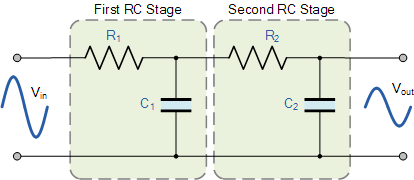 First RC Stage
Second RC Stage
R1
R2
Vin
C1
C2
Vout